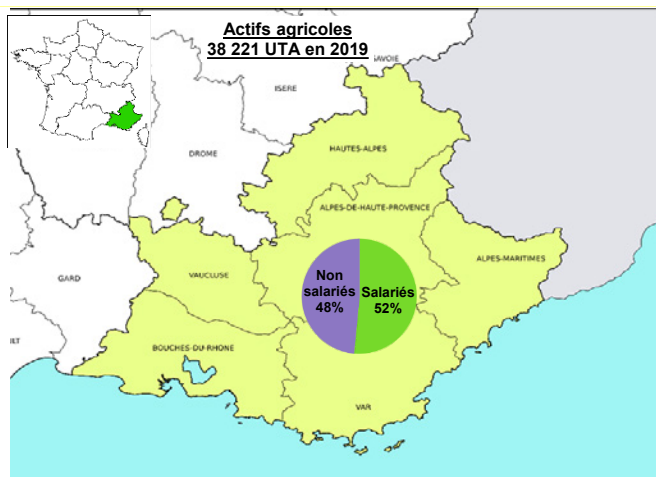 Actifs agricoles
38 221 UTA en 2019
SAVOIE
ISERE
DROME
HAUTES-ALPES
ALPES-DE-HAUTE-PROVENCE
ALPES-MARITIMES
VAUCLUSE
GARD
Non
salariés
48%
Salariés
52%
BOUCHES-DU-RHONE
VAR